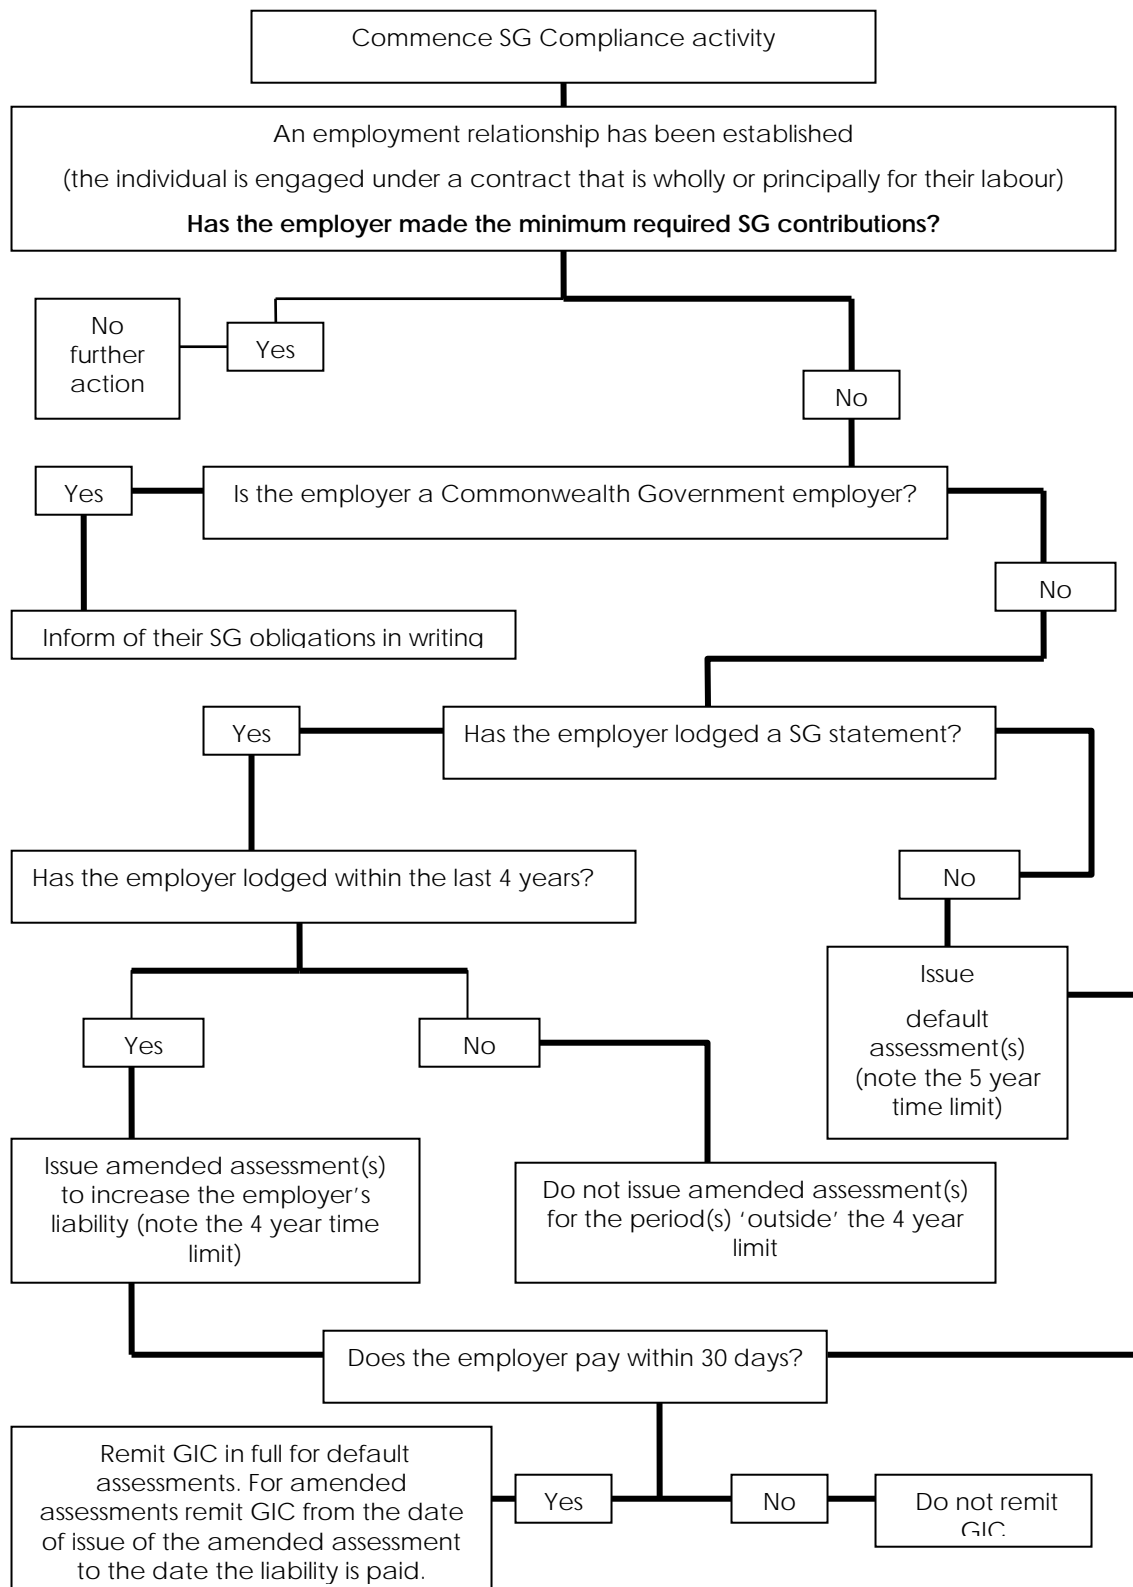 Commence SG Compliance activity
An employment relationship has been established
(the individual is engaged under a contract that is wholly or principally for their labour)
Has the employer made the minimum required SG contributions?
No
further
action
Yes
No
Yes
Is the employer a Commonwealth Government employer?
No
Inform of their SG obligations in writing
Yes
Has the employer lodged a SG statement?
Has the employer lodged within the last 4 years?
No
Issue
default
assessment(s)
(note the 5 year
time limit)
Yes
No
Issue amended assessment(s)
to increase the employer’s
liability (note the 4 year time
limit)
Do not issue amended assessment(s)
for the period(s) ‘outside’ the 4 year
limit
Does the employer pay within 30 days?
Remit GIC in full for default
assessments. For amended
assessments remit GIC from the date
of issue of the amended assessment
to the date the liability is paid.
Yes
No
Do not remit
GIC